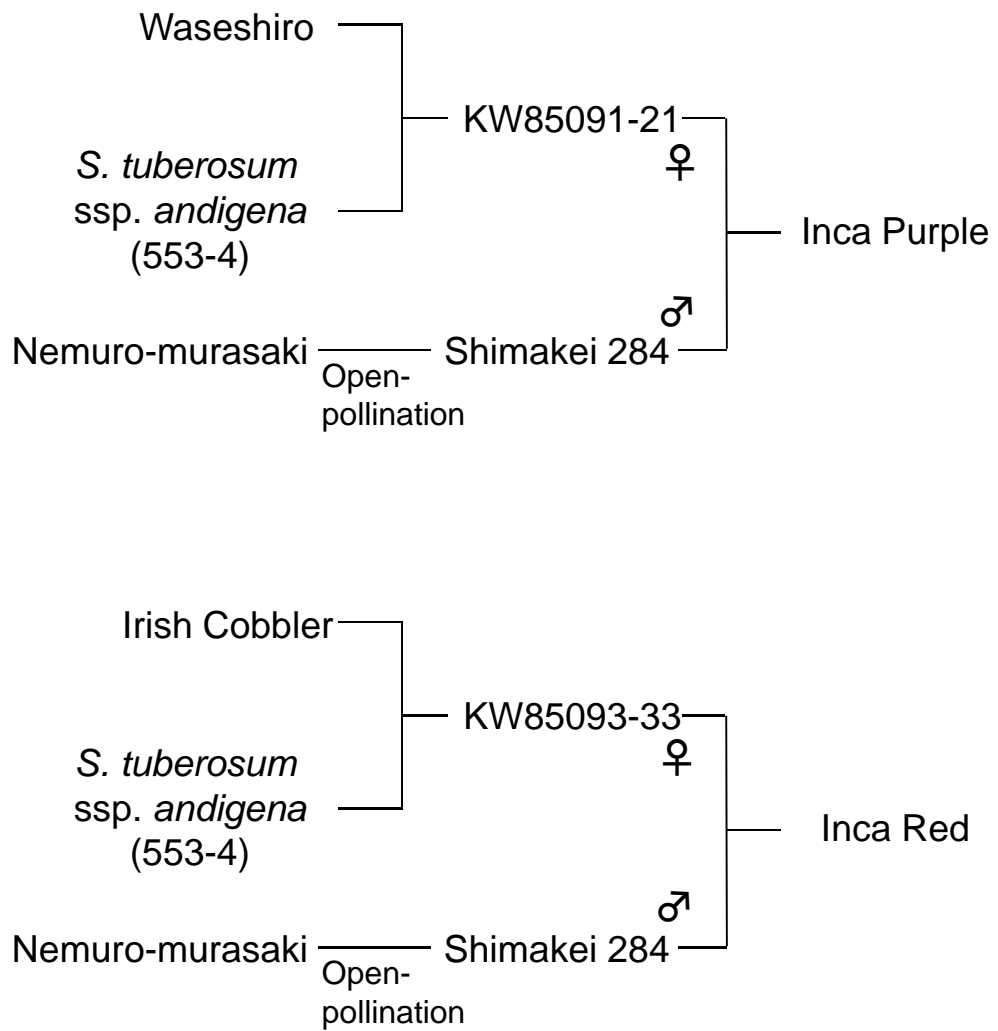 Waseshiro
KW85091-21
♀
S. tuberosum
ssp. andigena
(553-4)
Inca Purple
♂
Nemuro-murasaki
Shimakei 284
Open-
pollination
Irish Cobbler
KW85093-33
♀
S. tuberosum
ssp. andigena
(553-4)
Inca Red
♂
Nemuro-murasaki
Shimakei 284
Open-
pollination